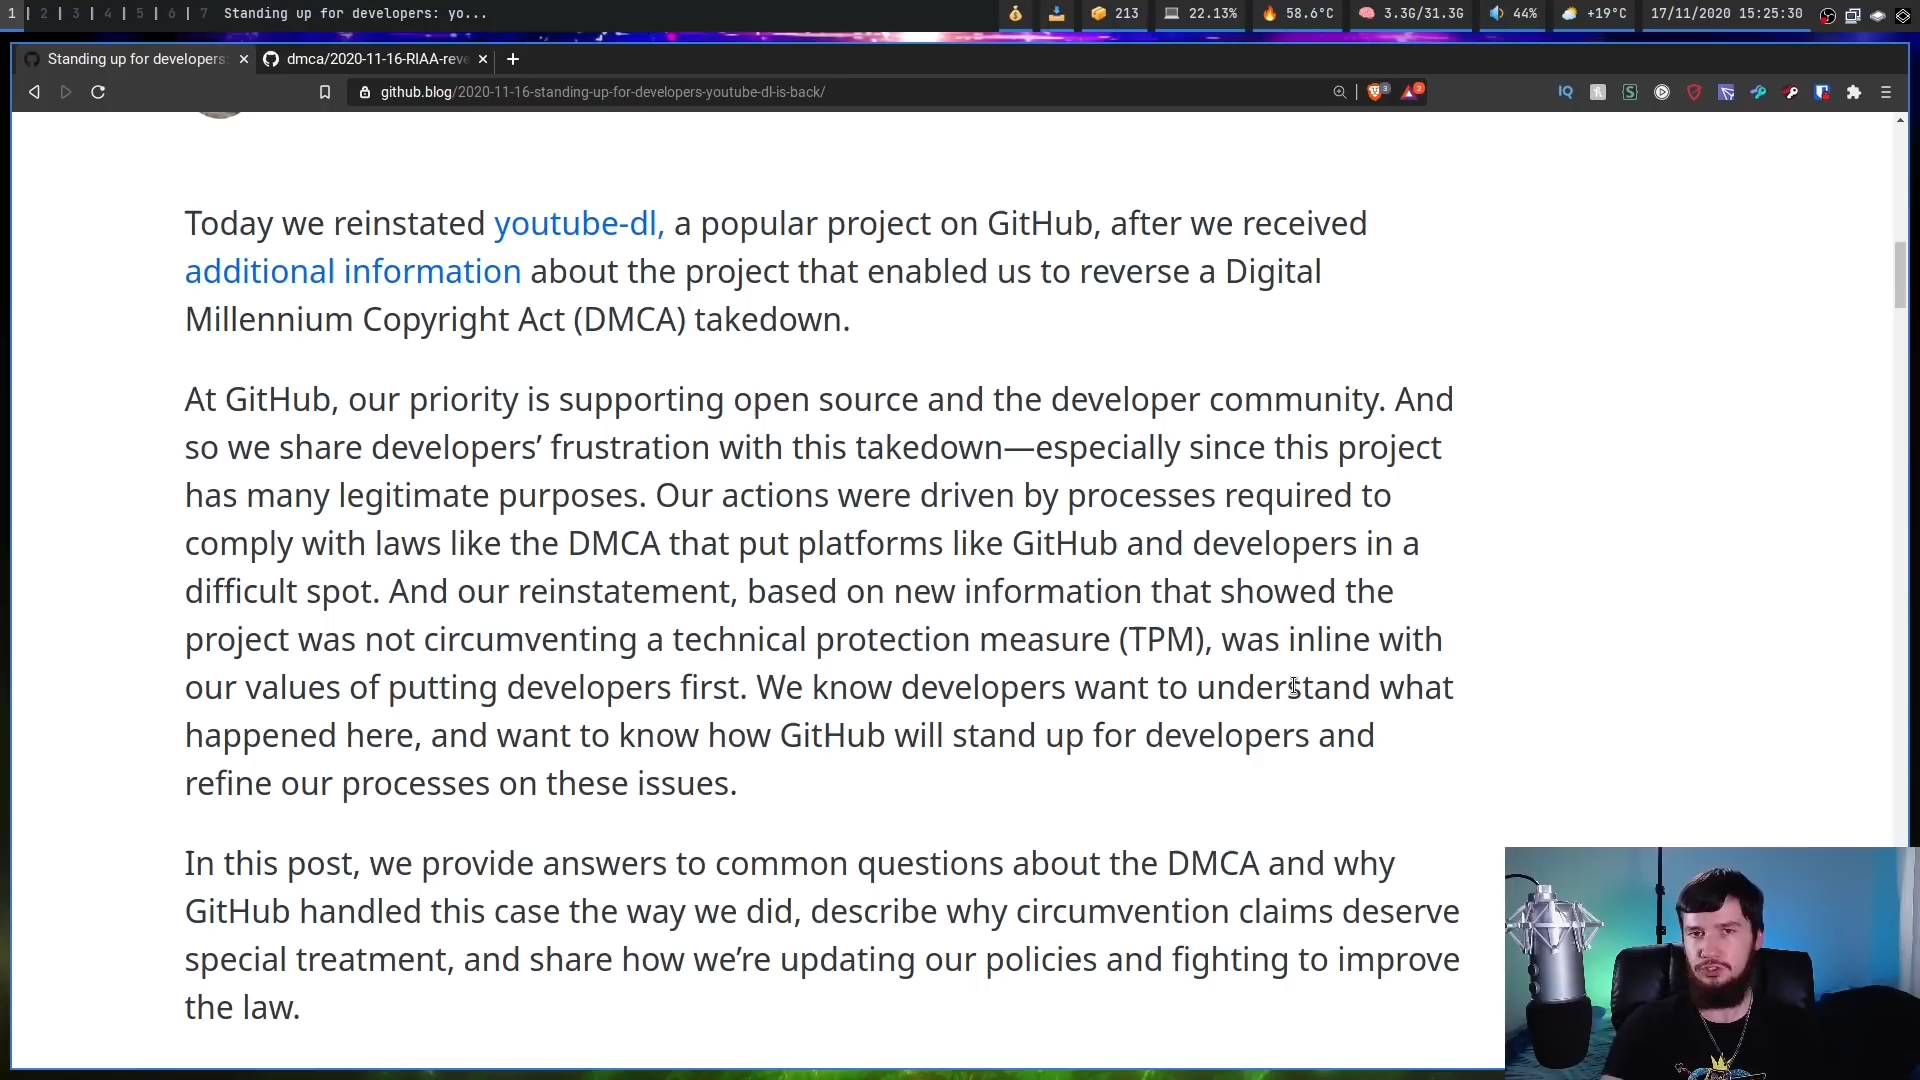 1 | 2 | 3 | 4 | 5 | 6 | 7 Standing up for developers: yo... 213 22.13% 58.6°C 3.3G/31.3G 44% +19°C 17/11/2020 15:25:30
Standing up for developers: dmca/2020-11-16-RIAA-reve
github.blog/2020-11-16-standing-up-for-developers-youtube-dl-is-back/ 3 2 IQ S
Today we reinstated youtube-dl, a popular project on GitHub, after we received
additional information about the project that enabled us to reverse a Digital
Millennium Copyright Act (DMCA) takedown.
At GitHub, our priority is supporting open source and the developer community. And
so we share developers’ frustration with this takedown—especially since this project
has many legitimate purposes. Our actions were driven by processes required to
comply with laws like the DMCA that put platforms like GitHub and developers in a
difficult spot. And our reinstatement, based on new information that showed the
project was not circumventing a technical protection measure (TPM), was inline with
our values of putting developers first. We know developers want to understand what
happened here, and want to know how GitHub will stand up for developers and
refine our processes on these issues.
In this post, we provide answers to common questions about the DMCA and why
GitHub handled this case the way we did, describe why circumvention claims deserve
special treatment, and share how we’re updating our policies and fighting to improve
the law.